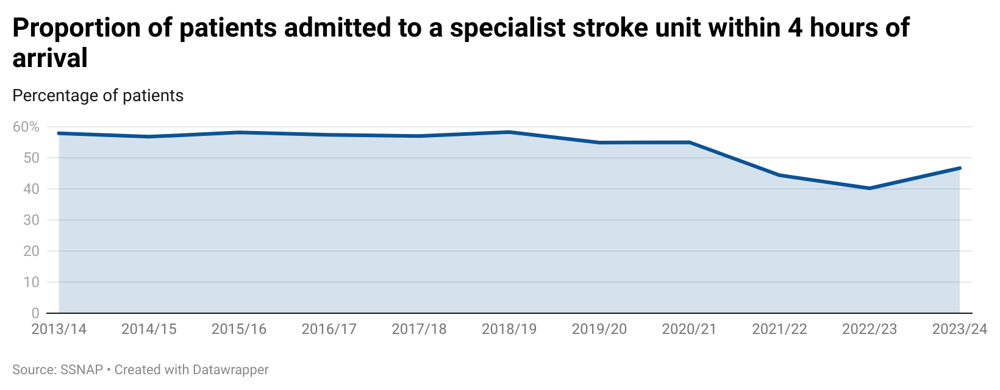 Proportion of patients admitted to a specialist stroke unit within 4 hours of
arrival
Percentage of patients
60%
50
40
30
20
10
0
2013/14 2014/15 2015/16 2016/17 2017/18 2018/19 2019/20 2020/21 2021/22 2022/23 2023/24
Source: SSNAP • Created with Datawrapper